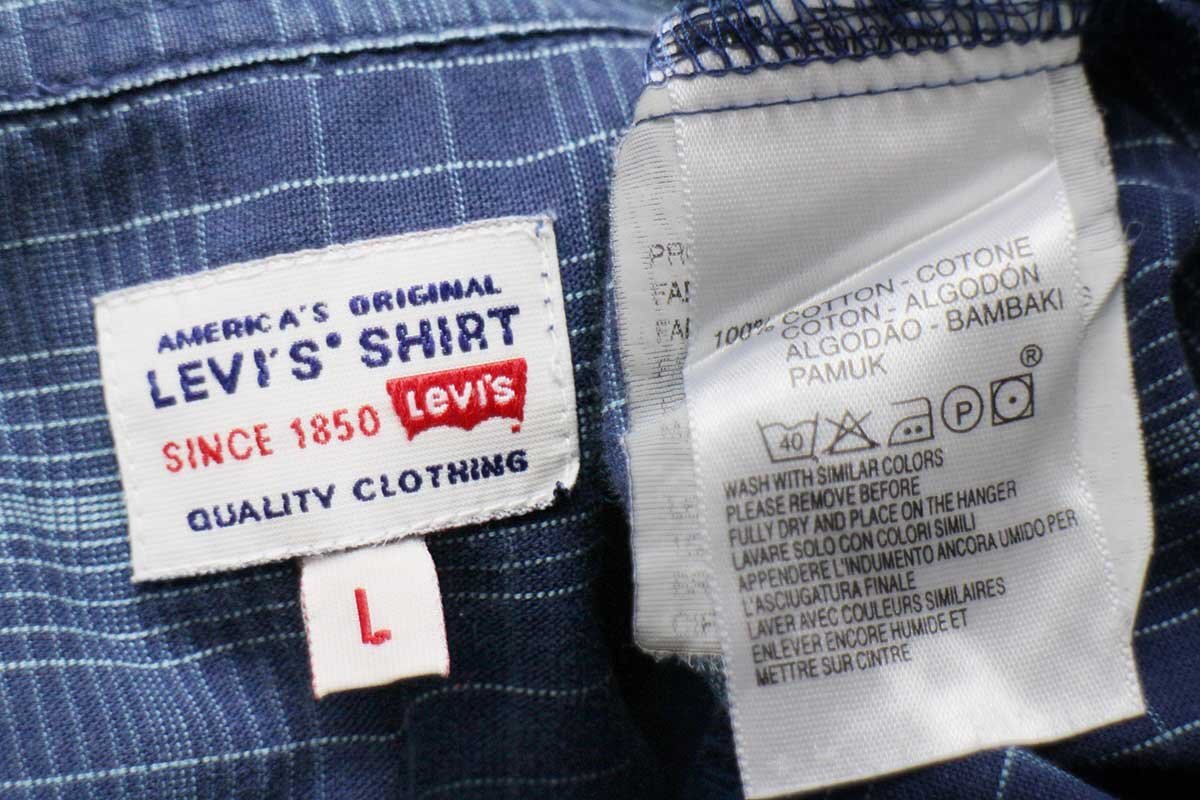 AMERICA'S ORIGINAL
LEVI'S® SHIRT
SINCE 1850 Levi's
QUALITY CLOTHING
L
100% COTTON - COTONE
COTON - ALGODÓN
ALGODAO - BAMBAKI
PAMUK
®
40 P
WASH WITH SIMILAR COLORS
PLEASE REMOVE BEFORE
FULLY DRY AND PLACE ON THE HANGER
LAVARE SOLO CON COLORI SIMILI
APPENDERE L'INDUMENTO ANCORA UMIDO PER
L'ASCIUGATURA FINALE
LAVER AVEC COULEURS SIMILAIRES
ENLEVER ENCORE HUMIDE ET
METTRE SUR CINTRE